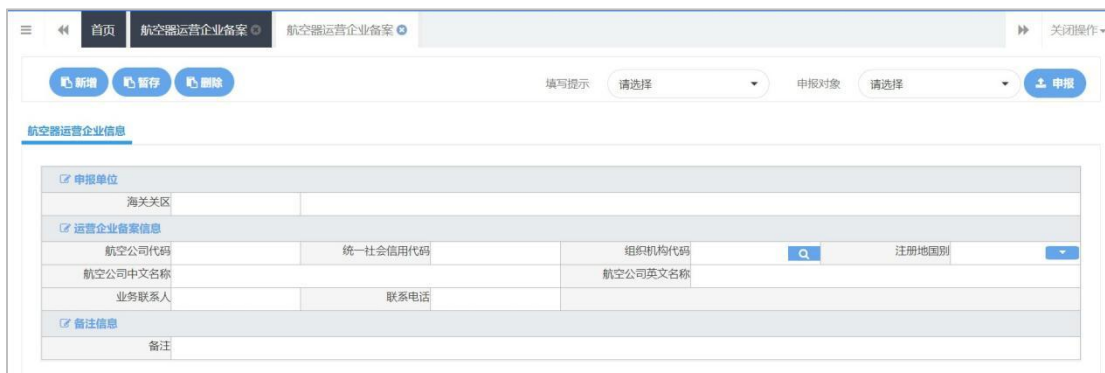 首页 航空器运营企业备案 航空器运营企业备案 关闭操作
新增 暂存 删除 填写提示 请选择 申报对象 请选择 申报
航空器运营企业信息
申报单位
海关关区
运营企业备案信息
航空公司代码 统一社会信用代码 组织机构代码 注册地国别
航空公司中文名称 航空公司英文名称
业务联系人 联系电话
备注信息
备注